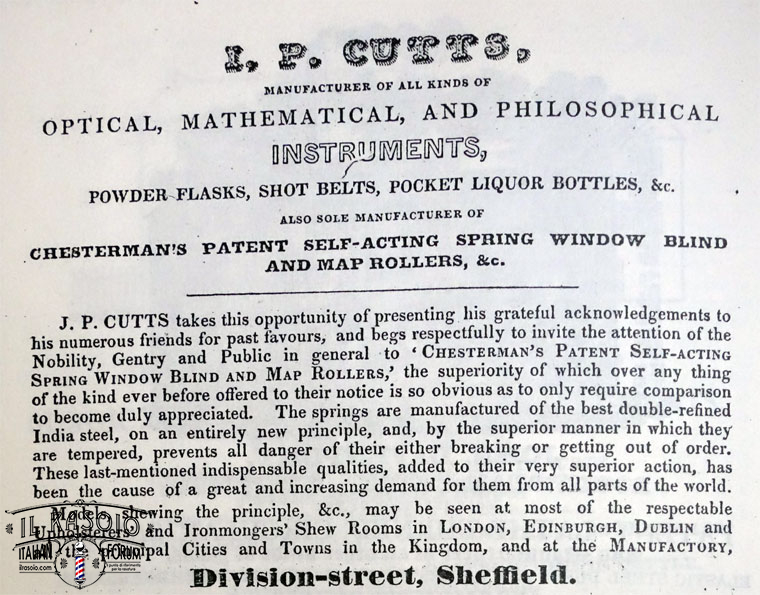 I. P. CUTTS,
MANUFACTURER OF ALL KINDS OF
OPTICAL, MATHEMATICAL, AND PHILOSOPHICAL
INSTRUMENTS,
POWDER FLASKS, SHOT BELTS, POCKET LIQUOR BOTTLES, &c.
ALSO SOLE MANUFACTURER OF
CHESTERMAN'S PATENT SELF-ACTING SPRING WINDOW BLIND
AND MAP ROLLERS, &c.
J. P. CUTTS takes this opportunity of presenting his grateful acknowledgements to
his numerous friends for past favours, and begs respectfully to invite the attention of the
Nobility, Gentry and Public in general to ‘CHESTERMAN'S PATENT SELF-ACTING
SPRING WINDOW BLIND AND MAP ROLLERS,’ the superiority of which over any thing
of the kind ever before offered to their notice is so obvious as to only require comparison
to become duly appreciated. The springs are manufactured of the best double-refined
India steel, on an entirely new principle, and, by the superior manner in which they
are tempered, prevents all danger of their either breaking or getting out of order.
These last-mentioned indispensable qualities, added to their very superior action, has
been the cause of a great and increasing demand for them from all parts of the world.
Models shewing the principle, &c., may be seen at most of the respectable
Upholsterers' and Ironmongers' Shew Rooms in LONDON, EDINBURGH, DUBLIN and
all the principal Cities and Towns in the Kingdom, and at the MANUFACTORY,
Division-street, Sheffield.
IL RASOIO
ITALIAN FORUM
ilrasoio.com